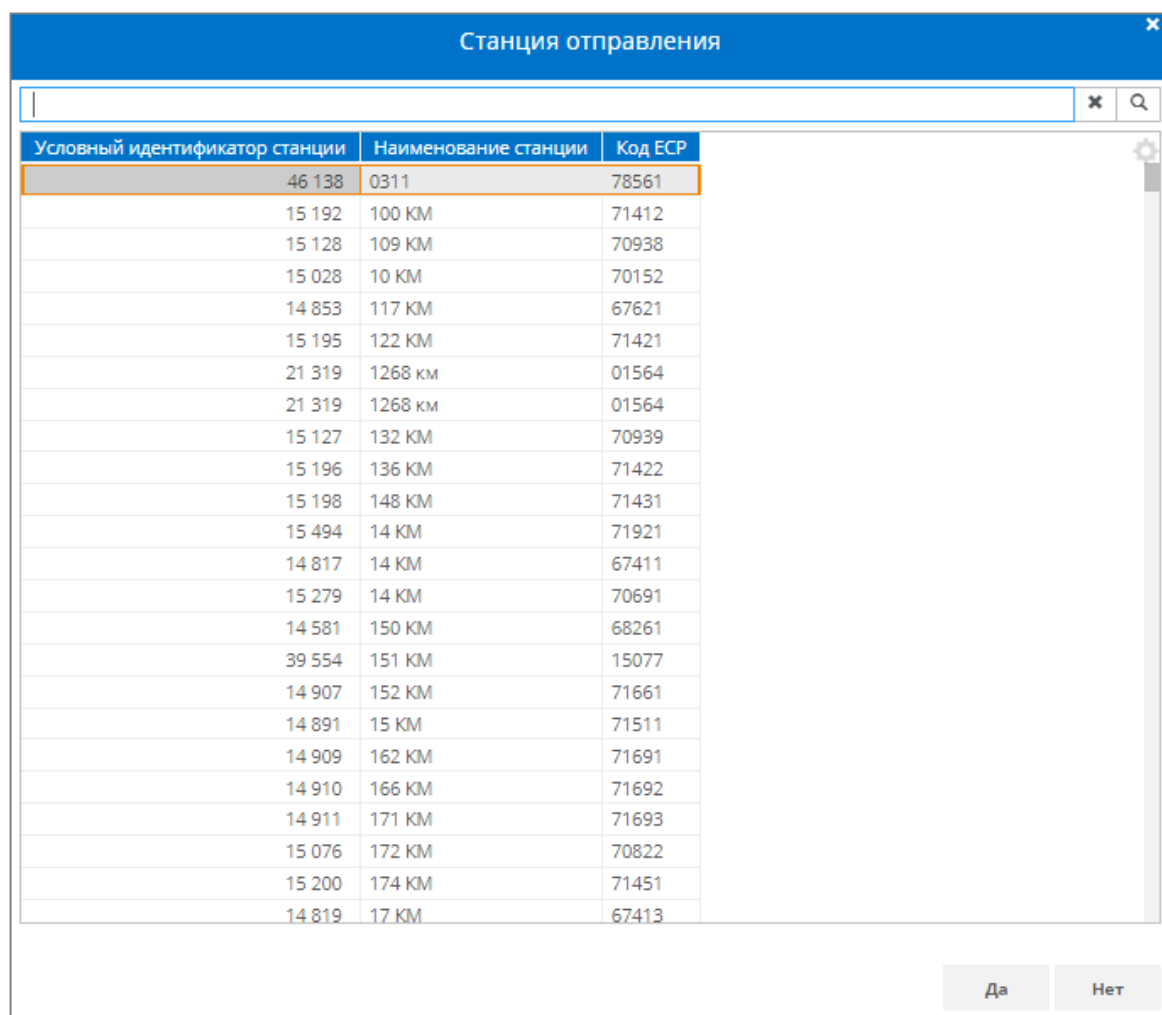 Станция отправления
Условный идентификатор станции Наименование станции Код ЕСР
46 138 0311 78561
15 192 100 КМ 71412
15 128 109 КМ 70938
15 028 10 КМ 70152
14 853 117 КМ 67621
15 195 122 КМ 71421
21 319 1268 км 01564
21 319 1268 км 01564
15 127 132 КМ 70939
15 196 136 КМ 71422
15 198 148 КМ 71431
15 494 14 КМ 71921
14 817 14 КМ 67411
15 279 14 КМ 70691
14 581 150 КМ 68261
39 554 151 КМ 15077
14 907 152 КМ 71661
14 891 15 КМ 71511
14 909 162 КМ 71691
14 910 166 КМ 71692
14 911 171 КМ 71693
15 076 172 КМ 70822
15 200 174 КМ 71451
14 819 17 КМ 67413
Да Нет